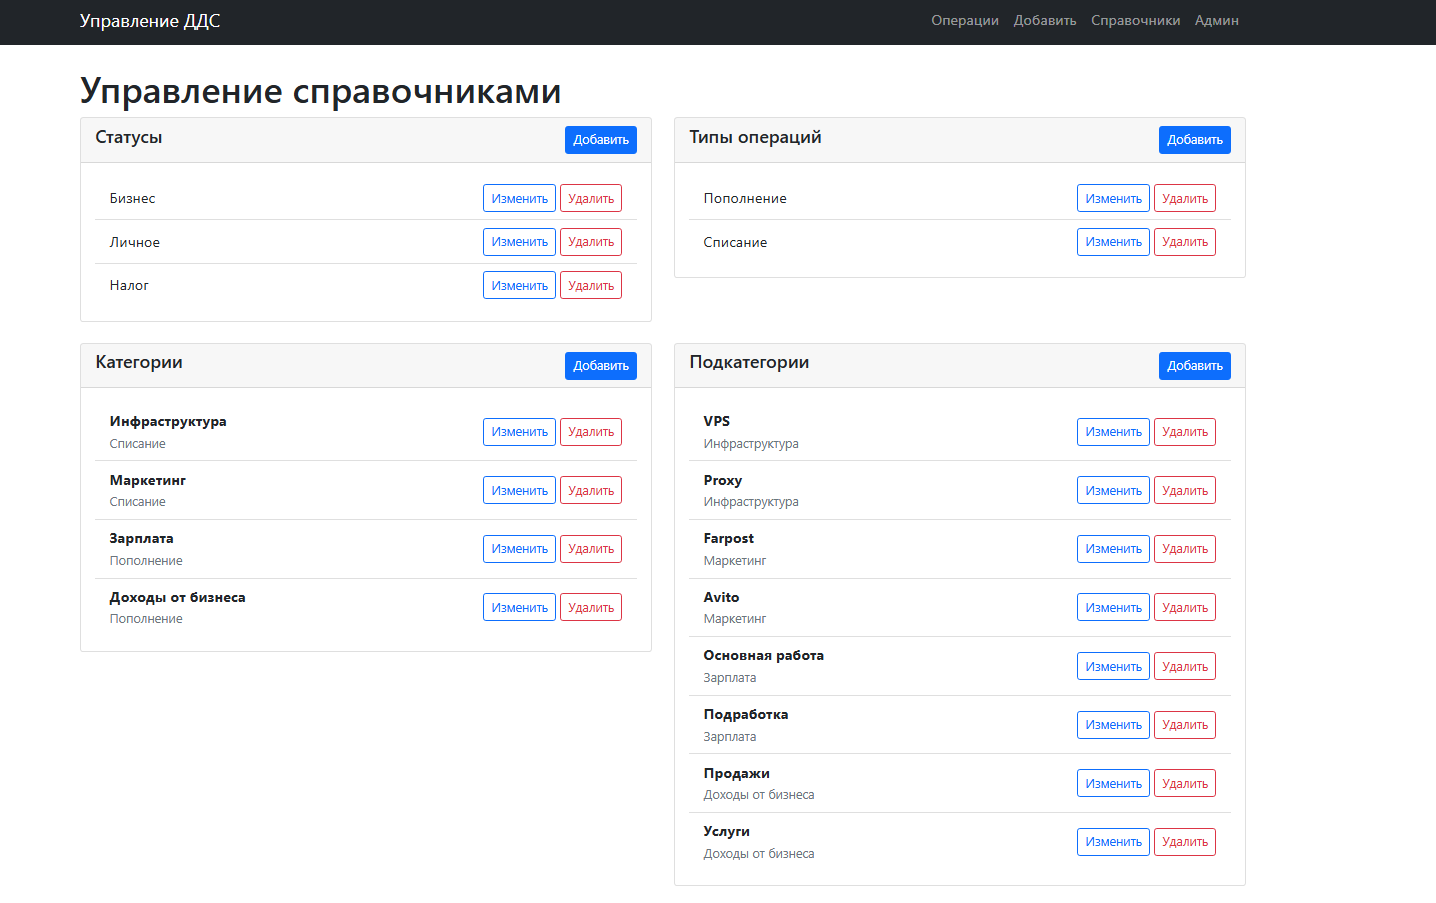 Управление ДДС
Операции Добавить Справочники Админ
Управление справочниками
Статусы Добавить
Бизнес Изменить Удалить
Личное Изменить Удалить
Налог Изменить Удалить
Типы операций Добавить
Пополнение Изменить Удалить
Списание Изменить Удалить
Категории Добавить
Инфраструктура
Списание
Изменить Удалить
Маркетинг
Списание
Изменить Удалить
Зарплата
Пополнение
Изменить Удалить
Доходы от бизнеса
Пополнение
Изменить Удалить
Подкатегории Добавить
VPS
Инфраструктура
Изменить Удалить
Proxy
Инфраструктура
Изменить Удалить
Farpost
Маркетинг
Изменить Удалить
Avito
Маркетинг
Изменить Удалить
Основная работа
Зарплата
Изменить Удалить
Подработка
Зарплата
Изменить Удалить
Продажи
Доходы от бизнеса
Изменить Удалить
Услуги
Доходы от бизнеса
Изменить Удалить